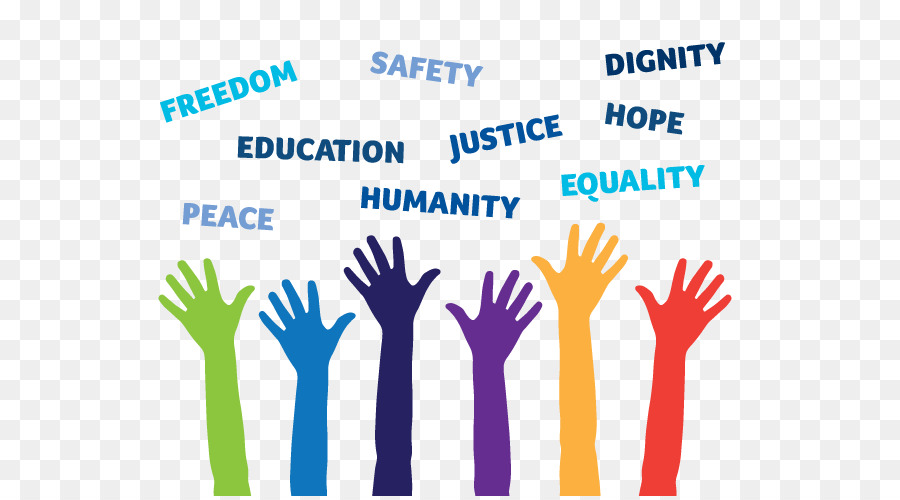 FREEDOM
SAFETY
DIGNITY
EDUCATION
JUSTICE
HOPE
PEACE
HUMANITY
EQUALITY